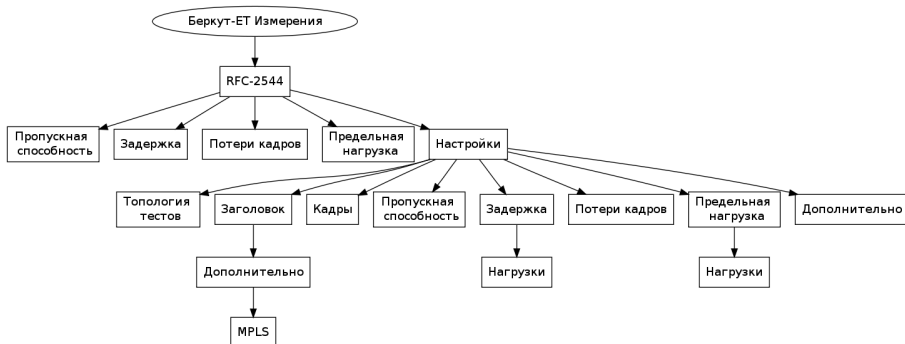 Беркут-ET Измерения
RFC-2544
Пропускная
способность
Задержка
Потери кадров
Предельная
нагрузка
Настройки
Топология
тестов
Заголовок
Кадры
Пропускная
способность
Задержка
Потери кадров
Предельная
нагрузка
Дополнительно
Дополнительно
Нагрузки
Нагрузки
MPLS